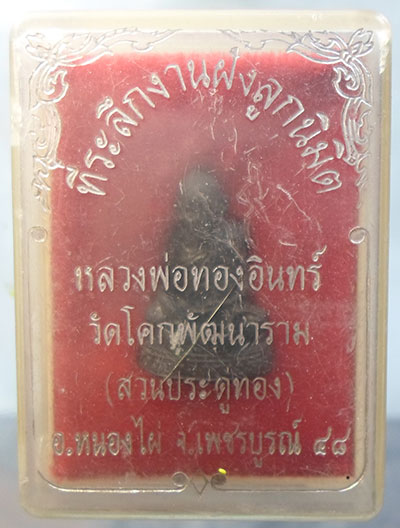 ที่ระลึกงานฝังลูกนิมิต
หลวงพ่อทองอินทร์
วัดโคกพัฒนาราม
(สวนประดู่ทอง)
อ.หนองไผ่ จ.เพชรบูรณ์ ๔๘